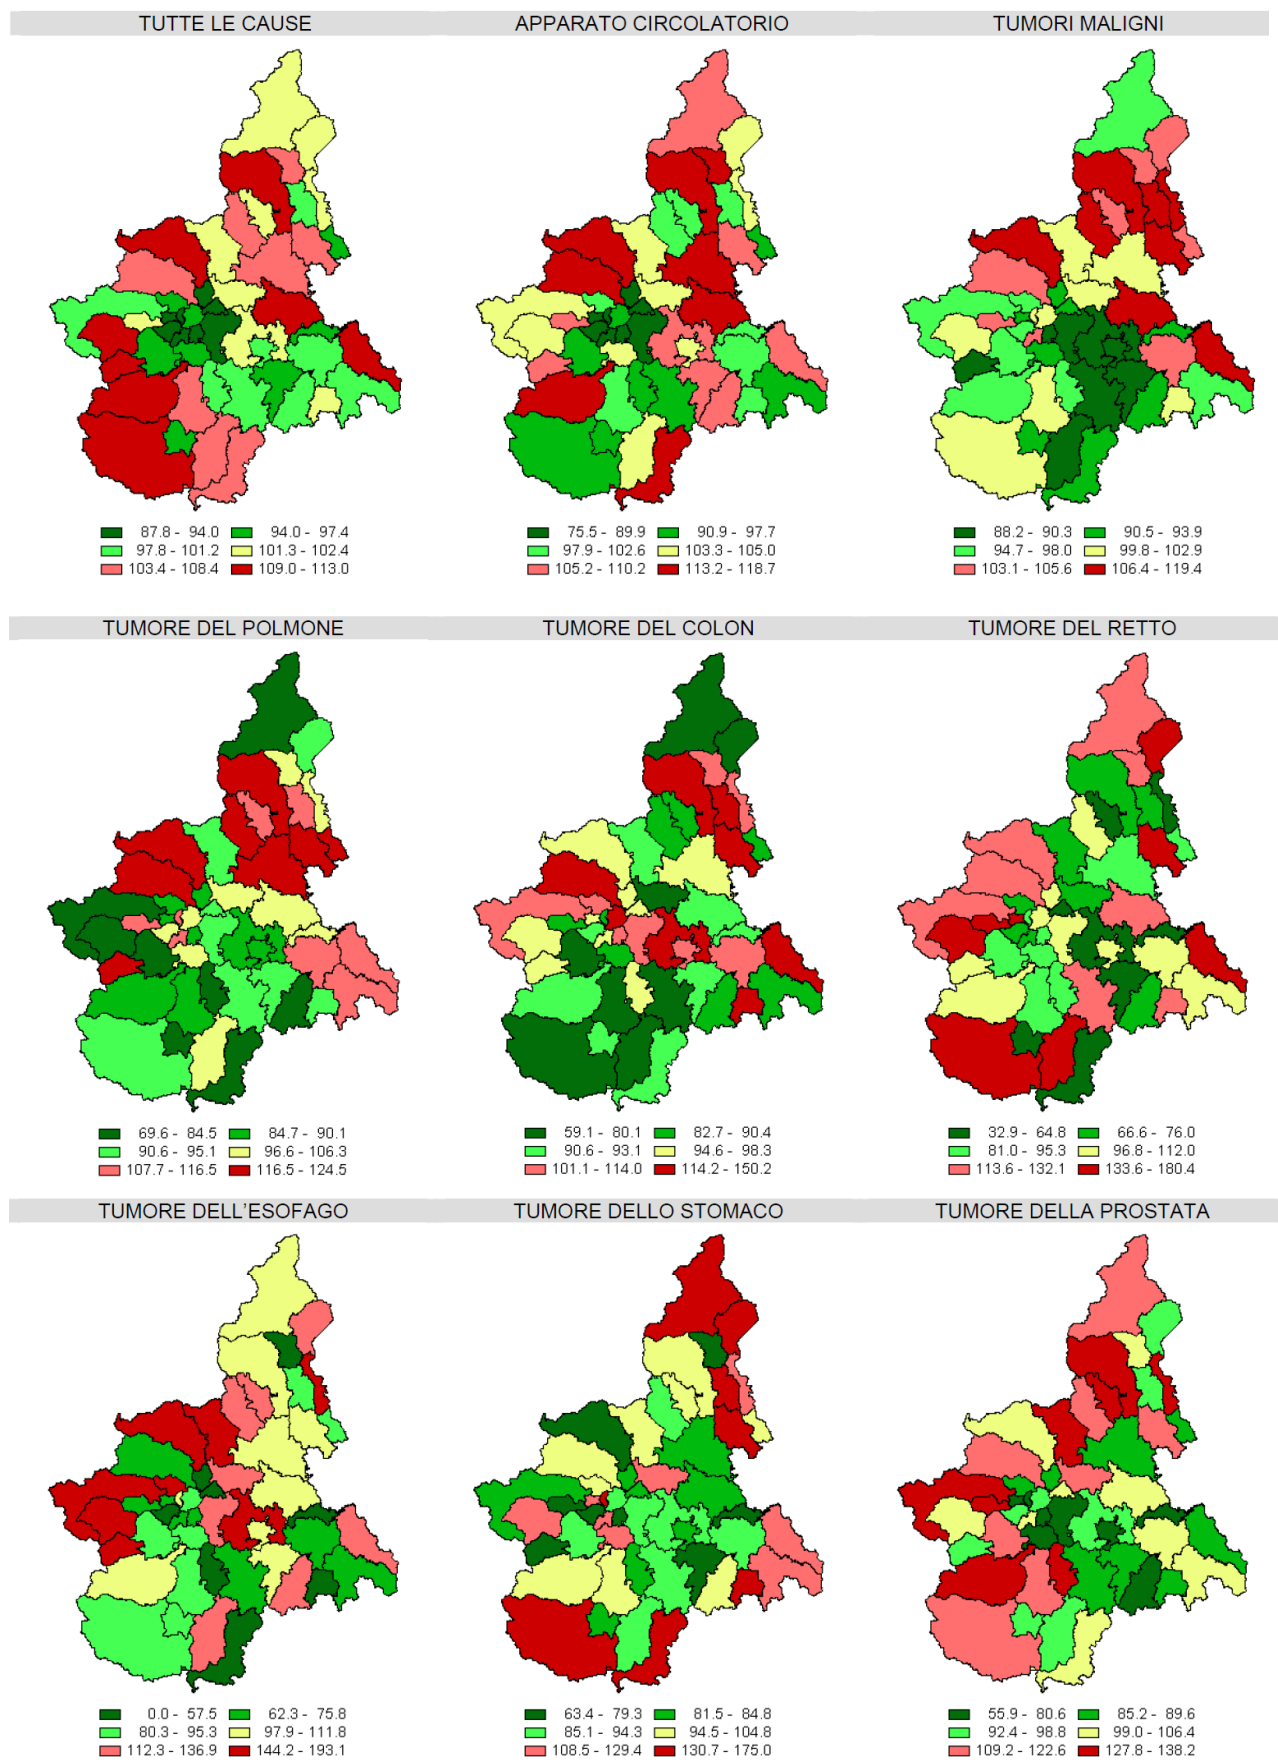 TUTTE LE CAUSE
APPARATO CIRCOLATORIO
TUMORI MALIGNI
87.8 - 94.0
94.0 - 97.4
97.8 - 101.2
101.3 - 102.4
103.4 - 108.4
109.0 - 113.0
75.5 - 89.9
90.9 - 97.7
97.9 - 102.6
103.3 - 105.0
105.2 - 110.2
113.2 - 118.7
88.2 - 90.3
90.5 - 93.9
94.7 - 98.0
99.8 - 102.9
103.1 - 105.6
106.4 - 119.4
TUMORE DEL POLMONE
TUMORE DEL COLON
TUMORE DEL RETTO
69.6 - 84.5
84.7 - 90.1
90.6 - 95.1
96.6 - 106.3
107.7 - 116.5
116.5 - 124.5
59.1 - 80.1
82.7 - 90.4
90.6 - 93.1
94.6 - 98.3
101.1 - 114.0
114.2 - 150.2
32.9 - 64.8
66.6 - 76.0
81.0 - 95.3
96.8 - 112.0
113.6 - 132.1
133.6 - 180.4
TUMORE DELL'ESOFAGO
TUMORE DELLO STOMACO
TUMORE DELLA PROSTATA
0.0 - 57.5
62.3 - 75.8
80.3 - 95.3
97.9 - 111.8
112.3 - 136.9
144.2 - 193.1
63.4 - 79.3
81.5 - 84.8
85.1 - 94.3
94.5 - 104.8
108.5 - 129.4
130.7 - 175.0
55.9 - 80.6
85.2 - 89.6
92.4 - 98.8
99.0 - 106.4
109.2 - 122.6
127.8 - 138.2